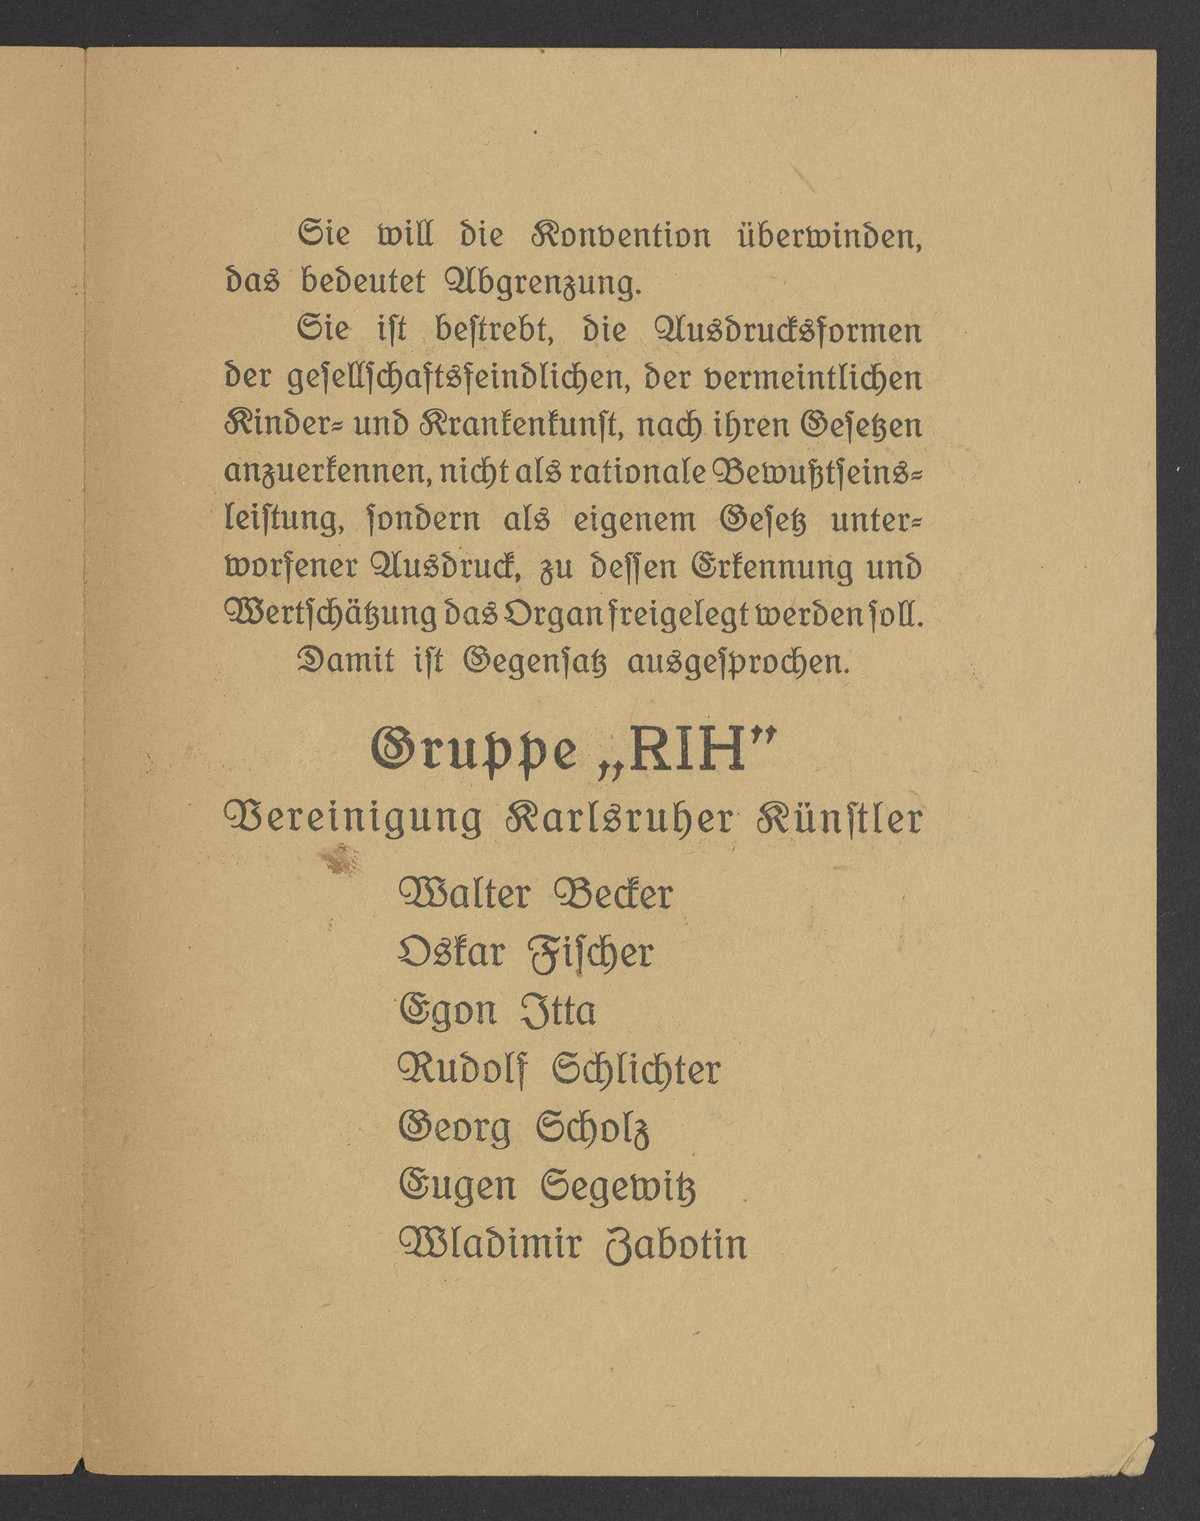 Sie will die Konvention überwinden,
das bedeutet Abgrenzung.
Sie iſt beſtrebt, die Ausdrucksformen
der geſellſchaftsfeindlichen, der vermeintlichen
Kinder- und Krankenkunſt, nach ihren Geſetzen
anzuerkennen, nicht als rationale Bewußtſeins-
leiſtung, ſondern als eigenem Geſetz unter-
worfener Ausdruck, zu deſſen Erkennung und
Wertſchätzung das Organ freigelegt werden ſoll.
Damit iſt Gegenſatz ausgeſprochen.
Gruppe „RIH”
Vereinigung Karlsruher Künſtler
Walter Becker
Oskar Fiſcher
Egon Itta
Rudolf Schlichter
Georg Scholz
Eugen Segewitz
Wladimir Zabotin